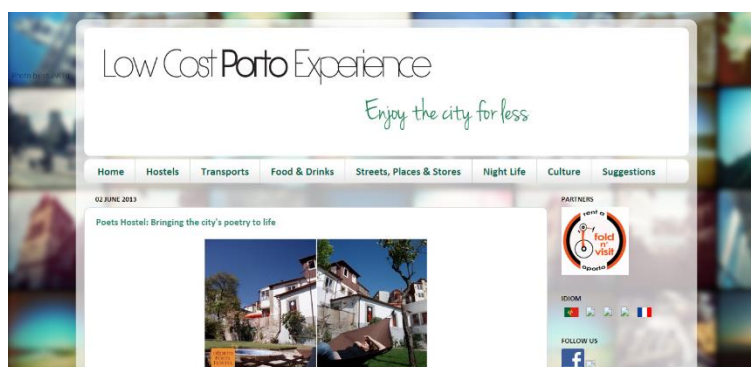 Low Cost Porto Experience
Enjoy the city for less
Home Hostels Transports Food & Drinks Streets, Places & Stores Night Life Culture Suggestions
02 JUNE 2013
Poets Hostel: Bringing the city's poetry to life
PARTNERS
rent a
fold
n'
visit
oporto
IDIOM
FOLLOW US
f